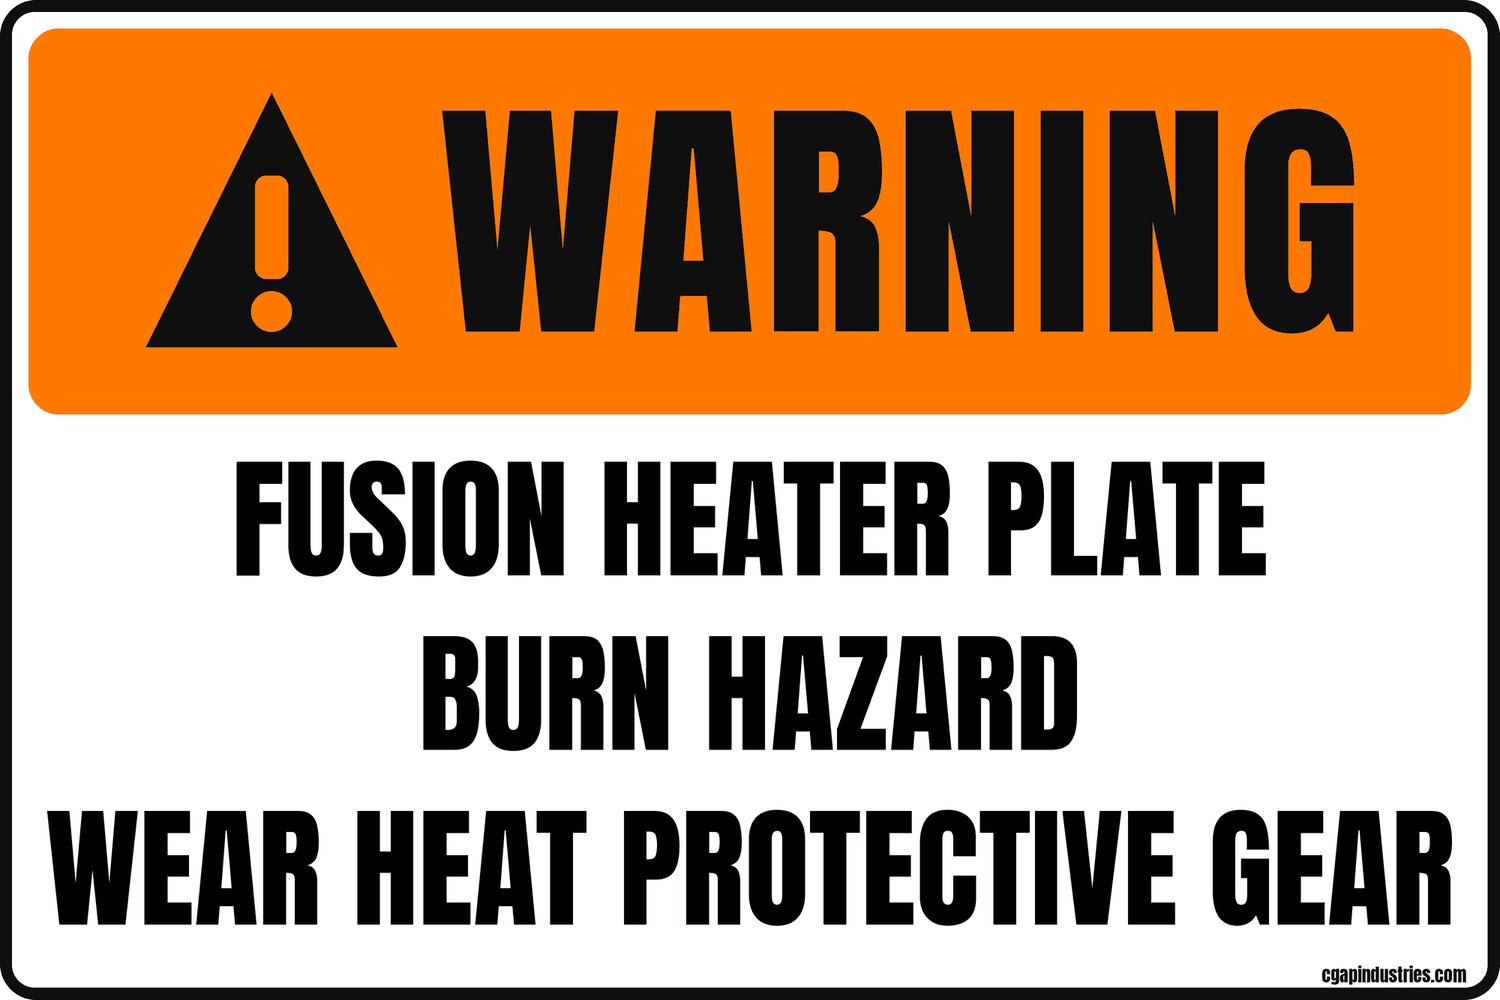 WARNING
FUSION HEATER PLATE
BURN HAZARD
WEAR HEAT PROTECTIVE GEAR
cgapindustries.com